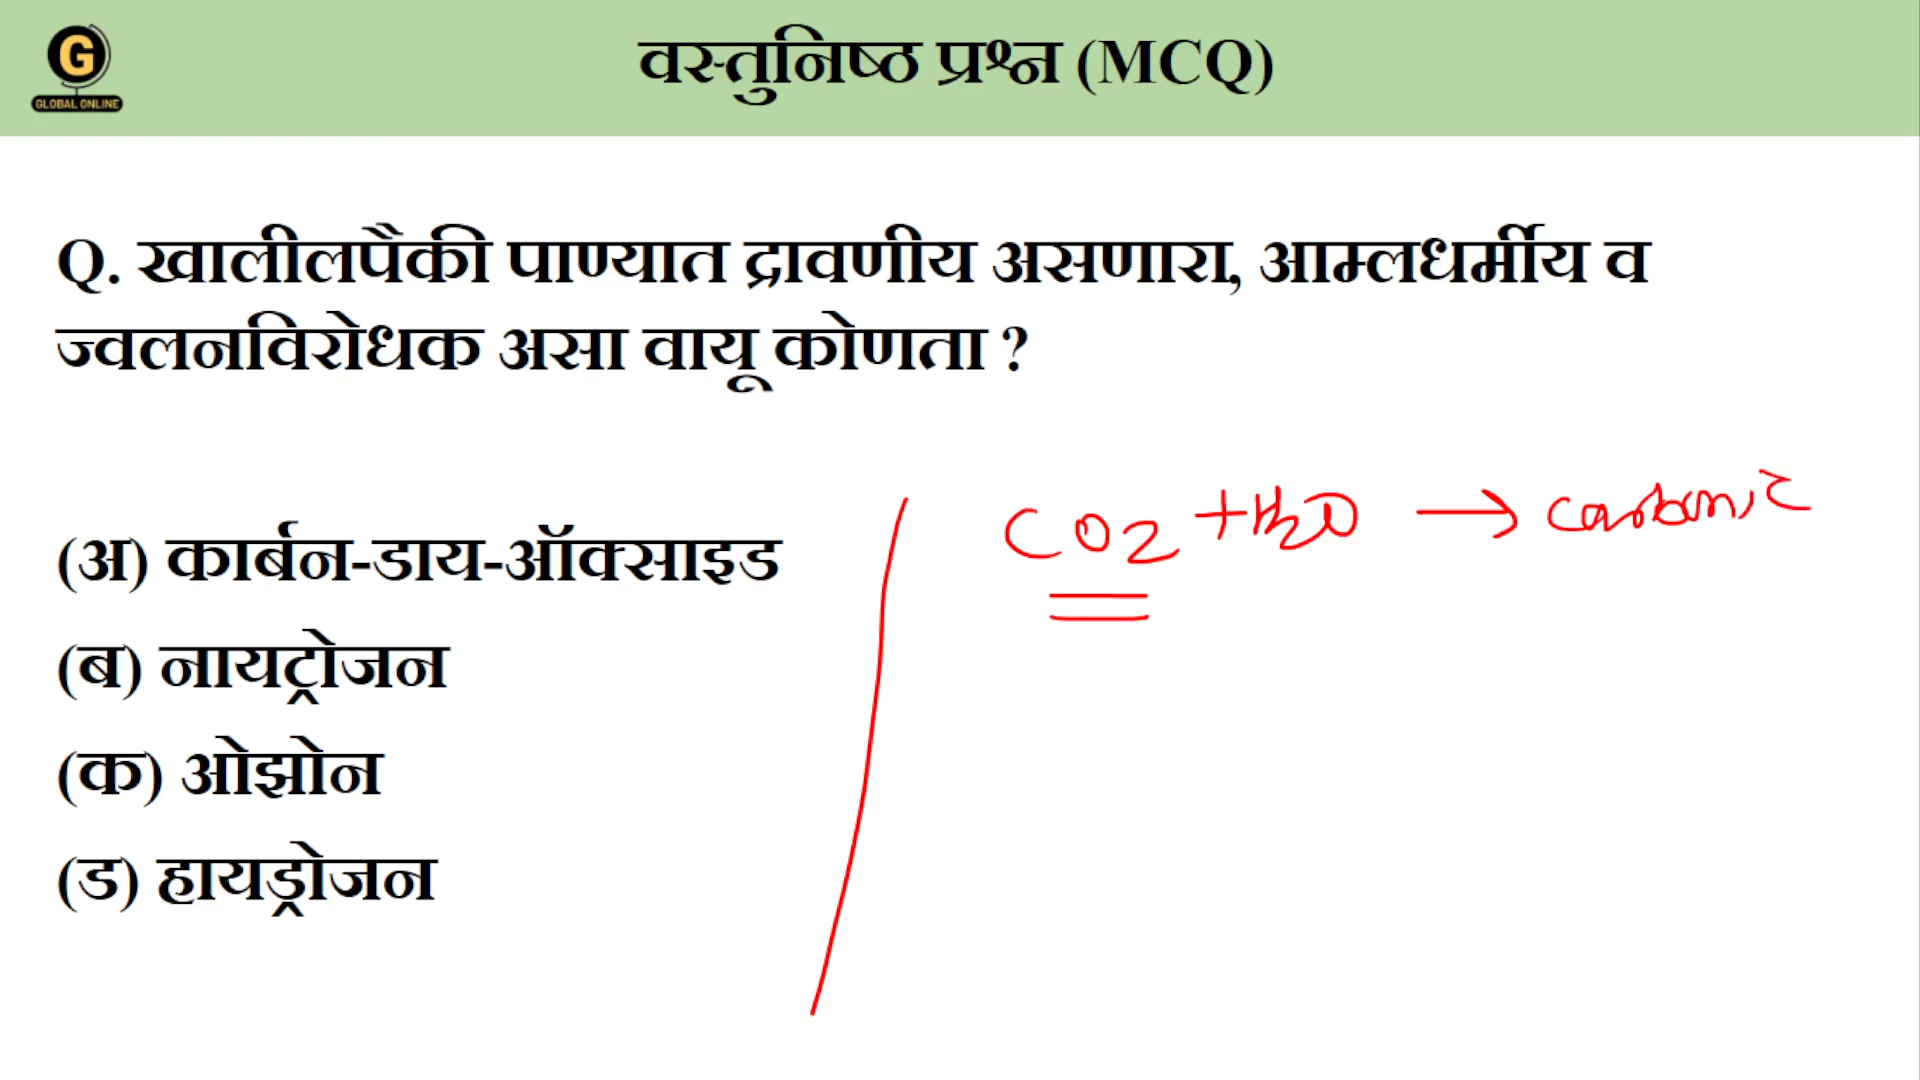 G
GLOBAL ONLINE
वस्तुनिष्ठ प्रश्न (MCQ)
Q. खालीलपैकी पाण्यात द्रावणीय असणारा, आम्लधर्मीय व
ज्वलनविरोधक असा वायू कोणता ?
(अ) कार्बन-डाय-ऑक्साइड
(ब) नायट्रोजन
(क) ओझोन
(ड) हायड्रोजन
CO2 + H2O → carbonic